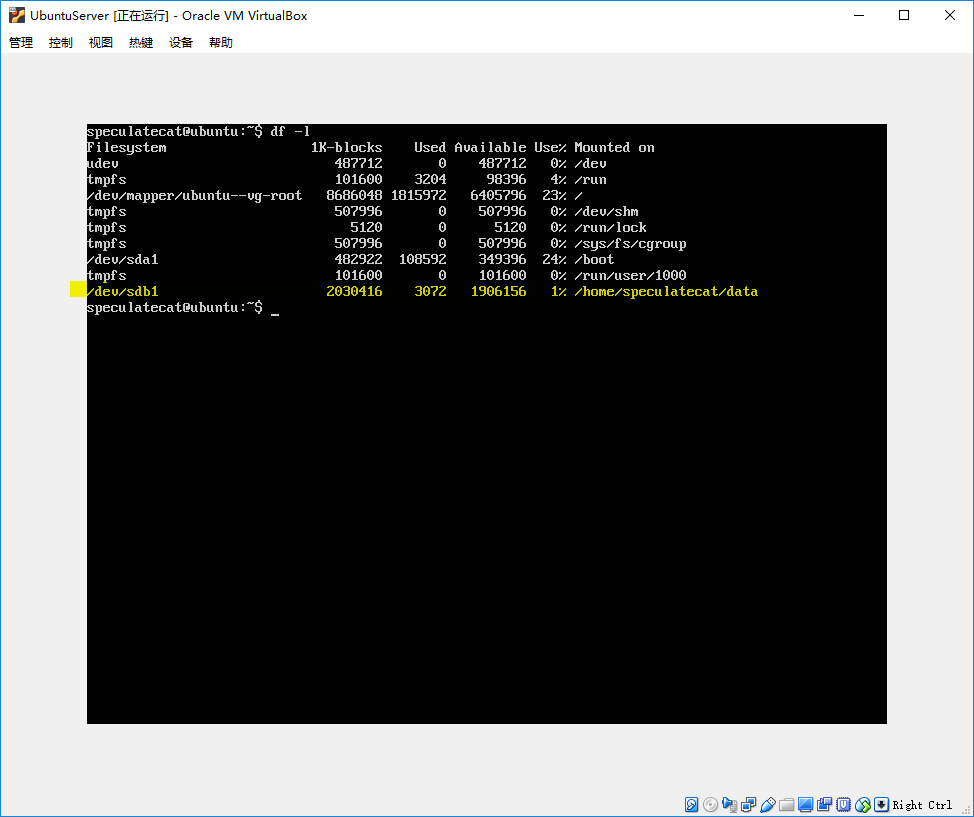 UbuntuServer [正在运行] - Oracle VM VirtualBox
管理 控制 视图 热键 设备 帮助
speculatecat@ubuntu:~$ df -l
Filesystem 1K-blocks Used Available Use% Mounted on
udev 487712 0 487712 0% /dev
tmpfs 101600 3204 98396 4% /run
/dev/mapper/ubuntu--vg-root 8686048 1815972 6405796 23% /
tmpfs 507996 0 507996 0% /dev/shm
tmpfs 5120 0 5120 0% /run/lock
tmpfs 507996 0 507996 0% /sys/fs/cgroup
/dev/sda1 482922 108592 349396 24% /boot
tmpfs 101600 0 101600 0% /run/user/1000
/dev/sdb1 2030416 3072 1906156 1% /home/speculatecat/data
speculatecat@ubuntu:~$ _
Right Ctrl